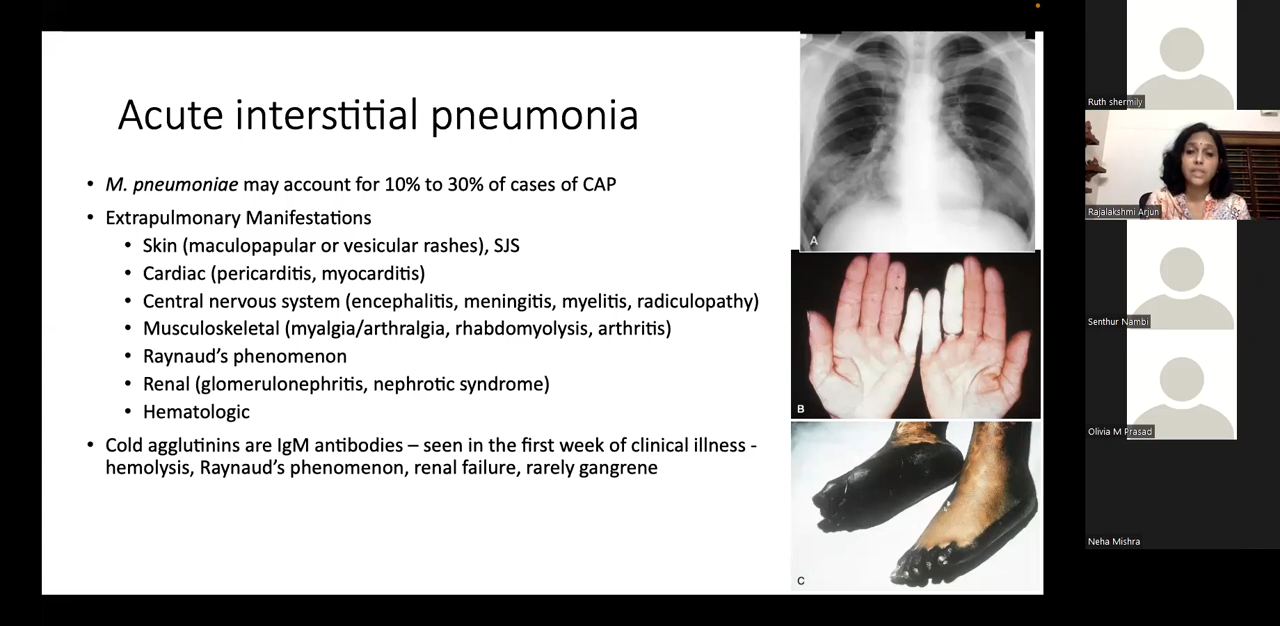 Acute interstitial pneumonia
• M. pneumoniae may account for 10% to 30% of cases of CAP
• Extrapulmonary Manifestations
• Skin (maculopapular or vesicular rashes), SJS
• Cardiac (pericarditis, myocarditis)
• Central nervous system (encephalitis, meningitis, myelitis, radiculopathy)
• Musculoskeletal (myalgia/arthralgia, rhabdomyolysis, arthritis)
• Raynaud's phenomenon
• Renal (glomerulonephritis, nephrotic syndrome)
• Hematologic
• Cold agglutinins are IgM antibodies – seen in the first week of clinical illness -
hemolysis, Raynaud's phenomenon, renal failure, rarely gangrene
A
B
C
Ruth shermily
Rajalakshmi Arjun
Senthur Nambi
Olivia M Prasad
Neha Mishra